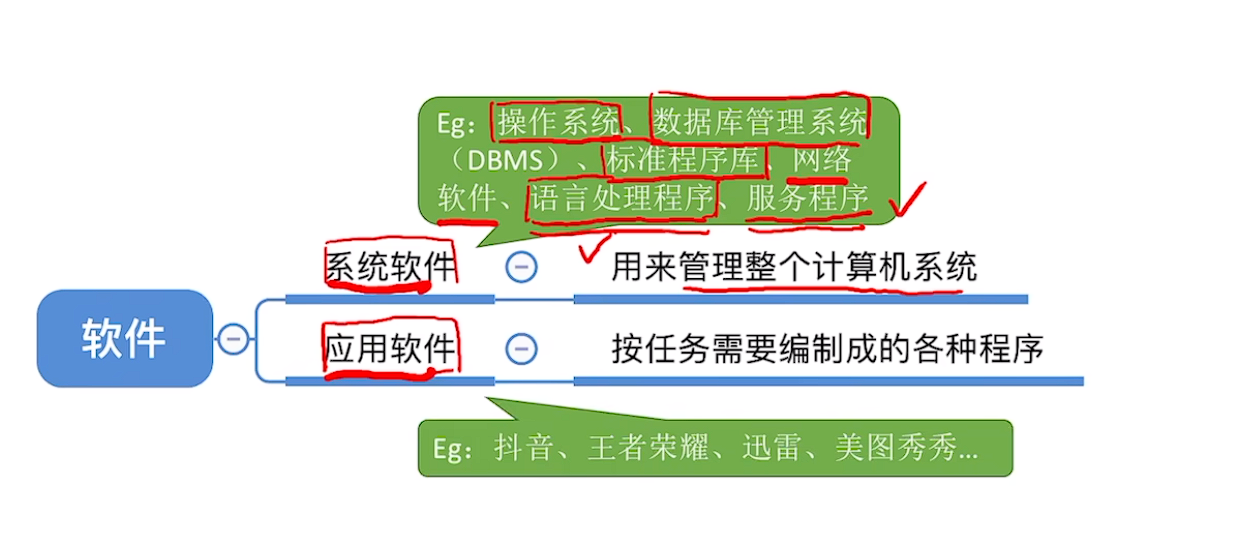 Eg：操作系统、数据库管理系统
（DBMS）、标准程序库、网络
软件、语言处理程序、服务程序
系统软件
用来管理整个计算机系统
软件
应用软件
按任务需要编制成的各种程序
Eg：抖音、王者荣耀、迅雷、美图秀秀...